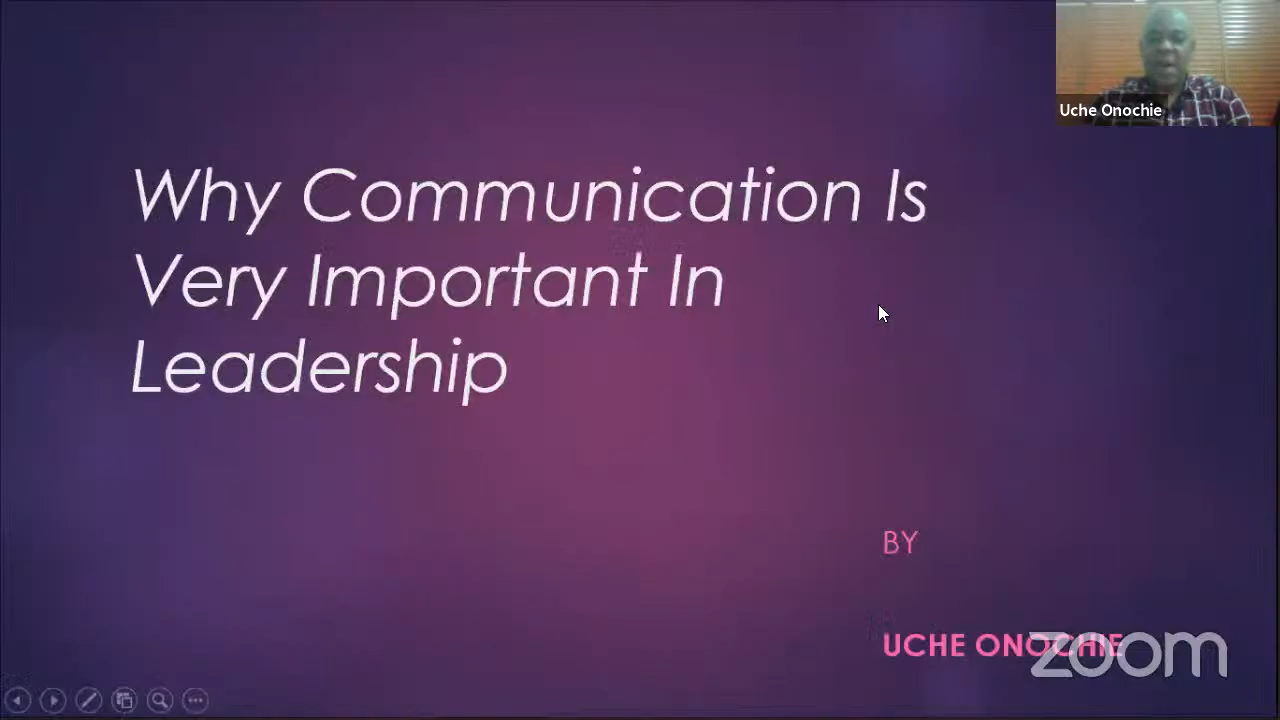 Uche Onochie
Why Communication Is
Very Important In
Leadership
BY
UCHE ONOCHIE
zoom